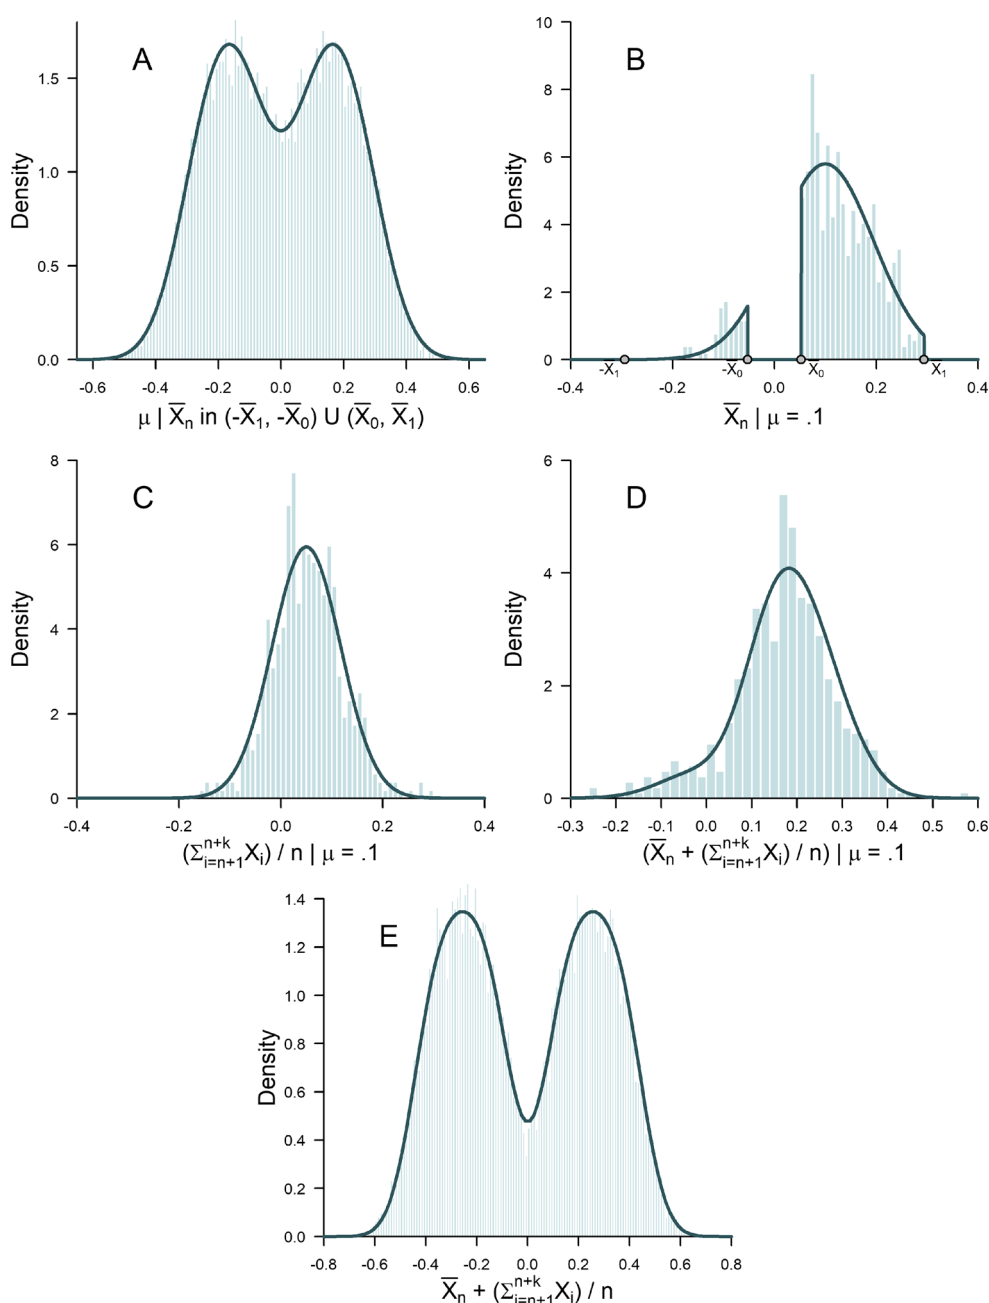 A
Density
1.5
1.0
0.5
0.0
-0.6 -0.4 -0.2 0.0 0.2 0.4 0.6
μ | X̅n in (-X̅1, -X̅0) U (X̅0, X̅1)
B
Density
10
8
6
4
2
0
-X1 -X̅0 X̅0 X̅1
-0.4 -0.2 0.0 0.2 0.4
X̅n | μ = .1
C
Density
8
6
4
2
0
-0.4 -0.2 0.0 0.2 0.4
(Σ_{i=n+1}^{n+k} Xi) / n | μ = .1
D
Density
6
4
2
0
-0.3 -0.2 -0.1 0.0 0.1 0.2 0.3 0.4 0.5 0.6
(X̅n + (Σ_{i=n+1}^{n+k} Xi) / n) | μ = .1
E
Density
1.4
1.2
1.0
0.8
0.6
0.4
0.2
0.0
-0.8 -0.6 -0.4 -0.2 0.0 0.2 0.4 0.6 0.8
X̅n + (Σ_{i=n+1}^{n+k} Xi) / n